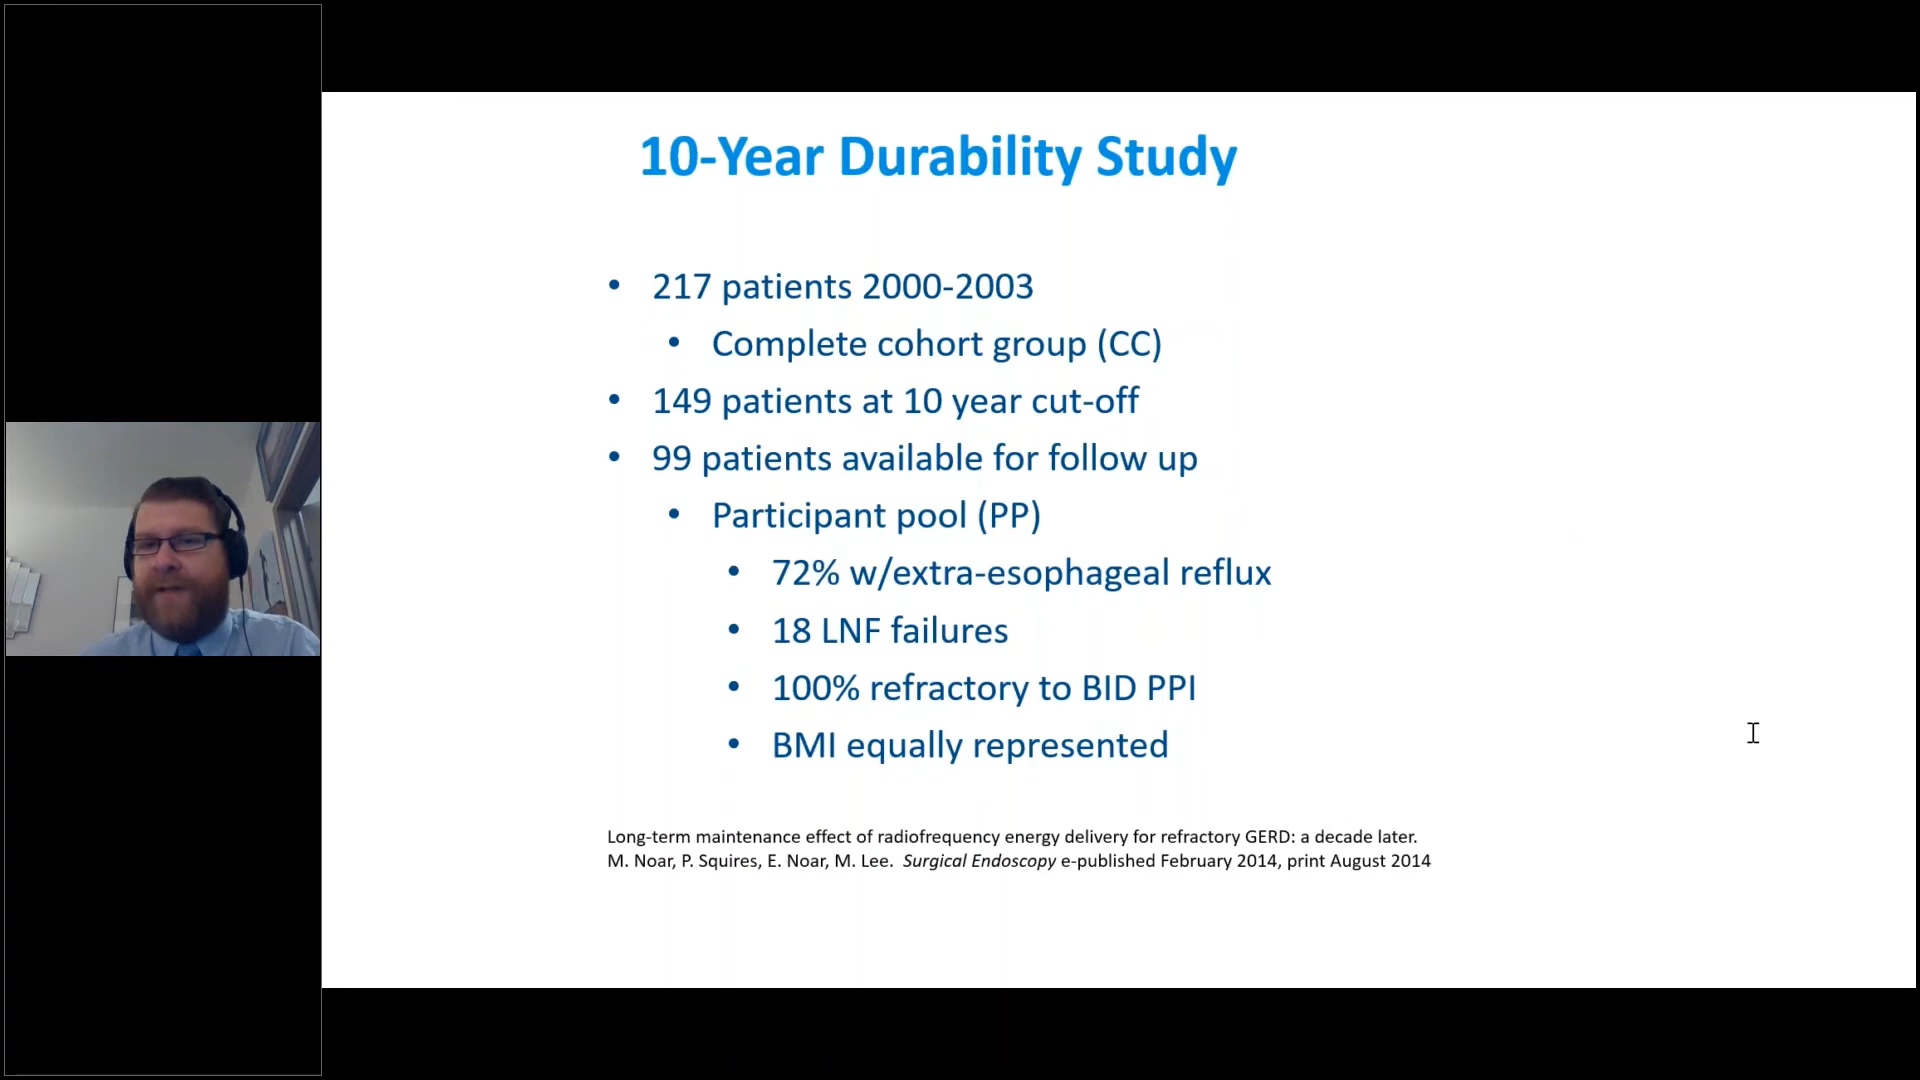 10-Year Durability Study
• 217 patients 2000-2003
• Complete cohort group (CC)
• 149 patients at 10 year cut-off
• 99 patients available for follow up
• Participant pool (PP)
• 72% w/extra-esophageal reflux
• 18 LNF failures
• 100% refractory to BID PPI
• BMI equally represented
Long-term maintenance effect of radiofrequency energy delivery for refractory GERD: a decade later.
M. Noar, P. Squires, E. Noar, M. Lee. Surgical Endoscopy e-published February 2014, print August 2014